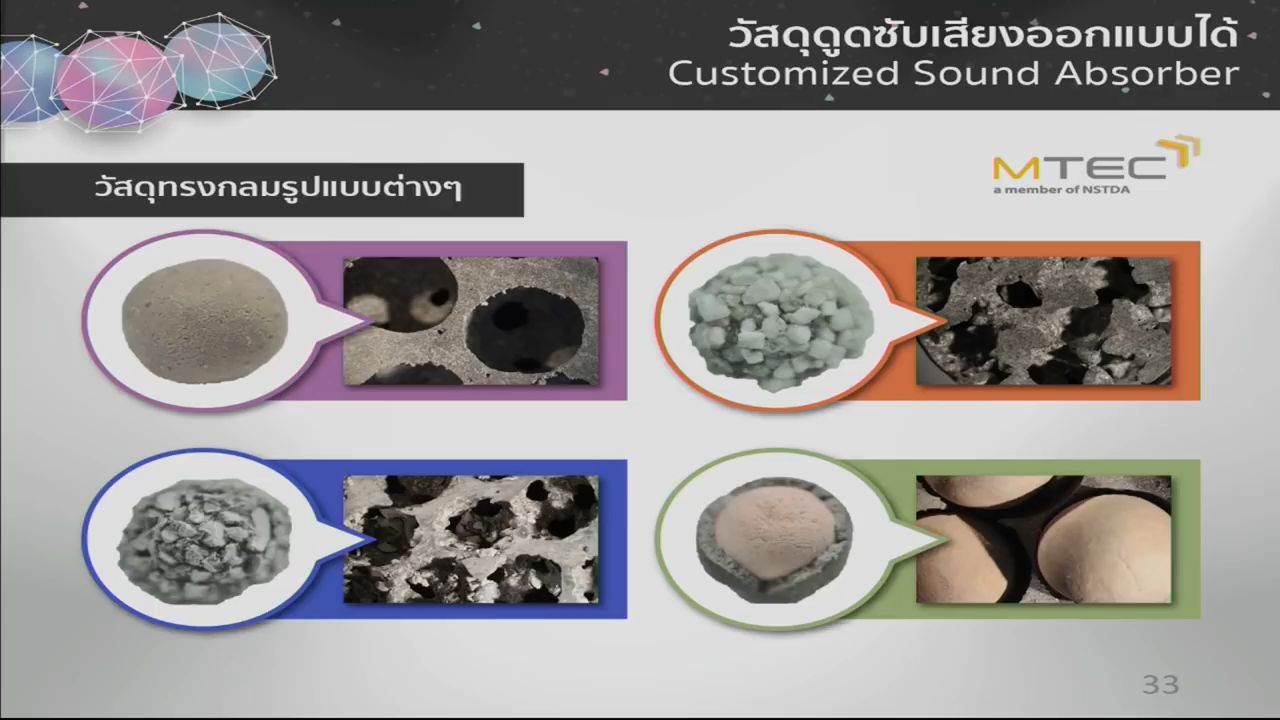 วัสดุดูดซับเสียงออกแบบได้
Customized Sound Absorber
MTEC
a member of NSTDA
วัสดุทรงกลมรูปแบบต่างๆ
33